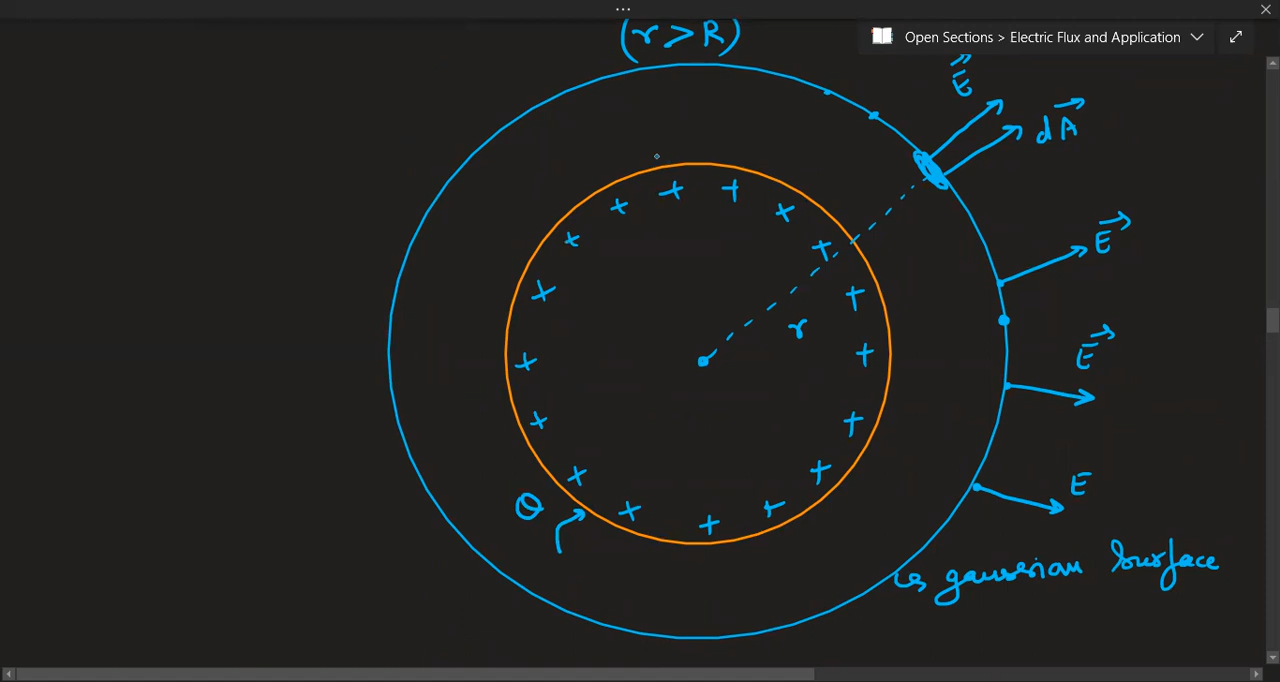 (r > R)
Open Sections > Electric Flux and Application
E
dA
E
r
E
Q
E
gaussian surface